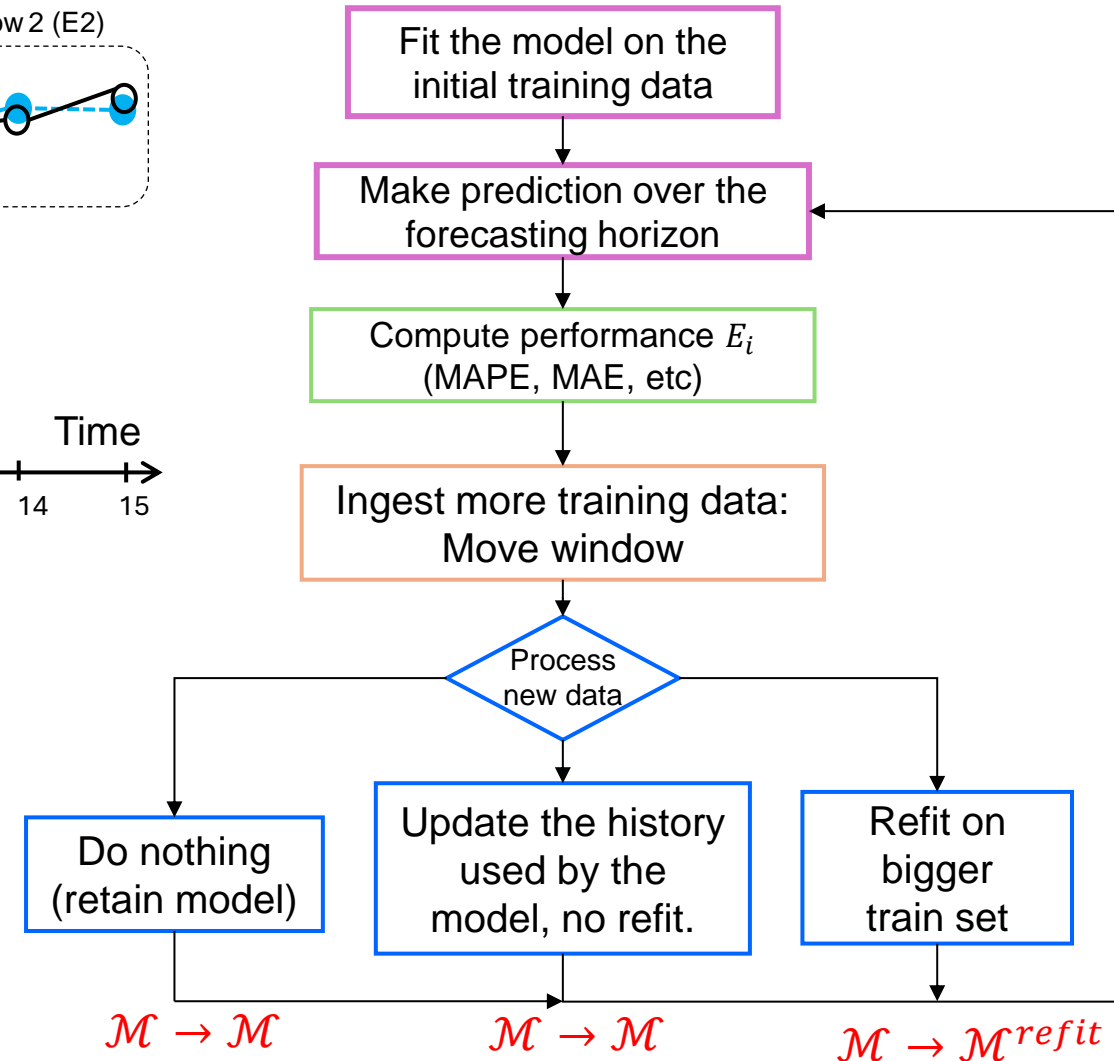 2 (E2)
Time
14
15
Fit the model on the
initial training data
Make prediction over the
forecasting horizon
Compute performance E_i
(MAPE, MAE, etc)
Ingest more training data:
Move window
Process
new data
Do nothing
(retain model)
Update the history
used by the
model, no refit.
Refit on
bigger
train set
ℳ → ℳ
ℳ → ℳ
ℳ → ℳ^{refit}